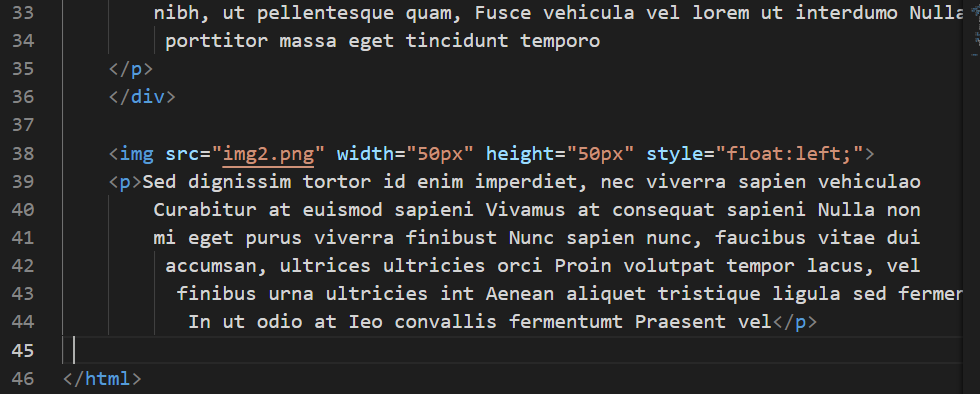 33 nibh, ut pellentesque quam, Fusce vehicula vel lorem ut interdumo Nulla
34 porttitor massa eget tincidunt temporo
35 </p>
36 </div>
37
38 <img src="img2.png" width="50px" height="50px" style="float:left;">
39 <p>Sed dignissim tortor id enim imperdiet, nec viverra sapien vehiculao
40 Curabitur at euismod sapieni Vivamus at consequat sapieni Nulla non
41 mi eget purus viverra finibust Nunc sapien nunc, faucibus vitae dui
42 accumsan, ultrices ultricies orci Proin volutpat tempor lacus, vel
43 finibus urna ultricies int Aenean aliquet tristique ligula sed fermen
44 In ut odio at Ieo convallis fermentumt Praesent vel</p>
45
46 </html>